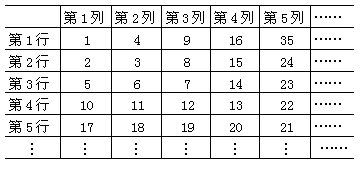 第1列 第2列 第3列 第4列 第5列 ……
第1行 1 4 9 16 35 ……
第2行 2 3 8 15 24 ……
第3行 5 6 7 14 23 ……
第4行 10 11 12 13 22 ……
第5行 17 18 19 20 21 ……
⋮ ⋮ ⋮ ⋮ ⋮ ⋮ ……